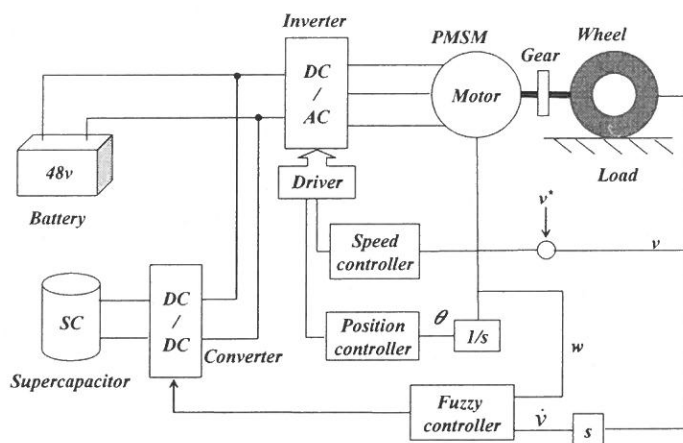 Inverter
PMSM
Wheel
Gear
DC
/
AC
Motor
48v
Battery
Driver
Load
v*
Speed
controller
v
SC
DC
/
DC
Converter
Position
controller
θ
1/s
w
Supercapacitor
Fuzzy
controller
v̇
s